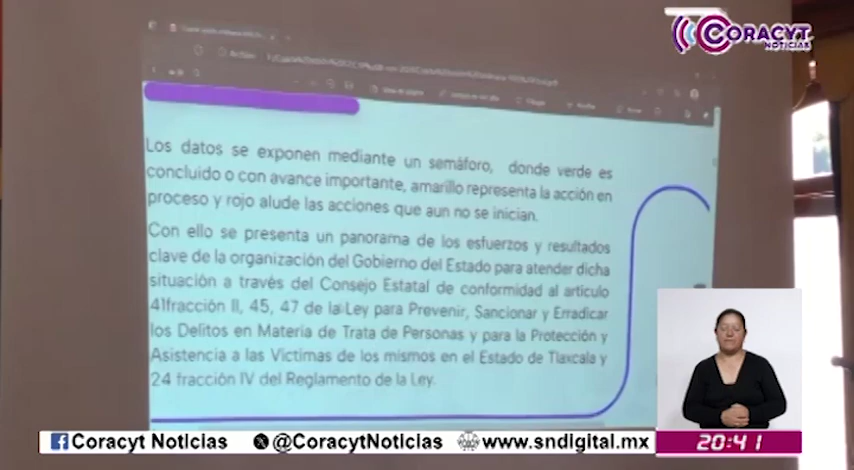 CORACYT
NOTICIAS
Los datos se exponen mediante un semáforo, donde verde es
concluido o con avance importante, amarillo representa la acción en
proceso y rojo alude las acciones que aun no se inician.
Con ello se presenta un panorama de los esfuerzos y resultados
clave de la organización del Gobierno del Estado para atender dicha
situación a través del Consejo Estatal de conformidad al artículo
41fracción II, 45, 47 de la Ley para Prevenir, Sancionar y Erradicar
los Delitos en Materia de Trata de Personas y para la Protección y
Asistencia a las Víctimas de los mismos en el Estado de Tlaxcala y
24 fracción IV del Reglamento de la Ley.
Coracyt Noticias @CoracytNoticias www.sndigital.mx 20:41